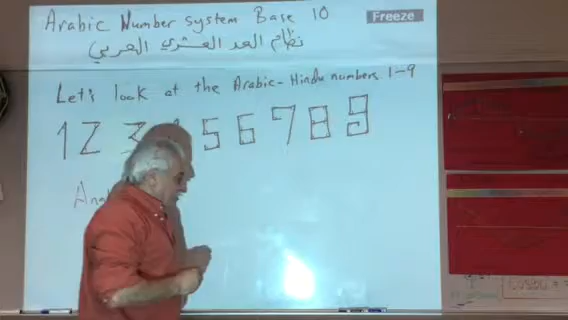 Arabic Number system Base 10
Freeze
نظام العد العشري العربي
Let's look at the Arabic-Hindu numbers 1-9
1 2 3 5 6 7 8 9